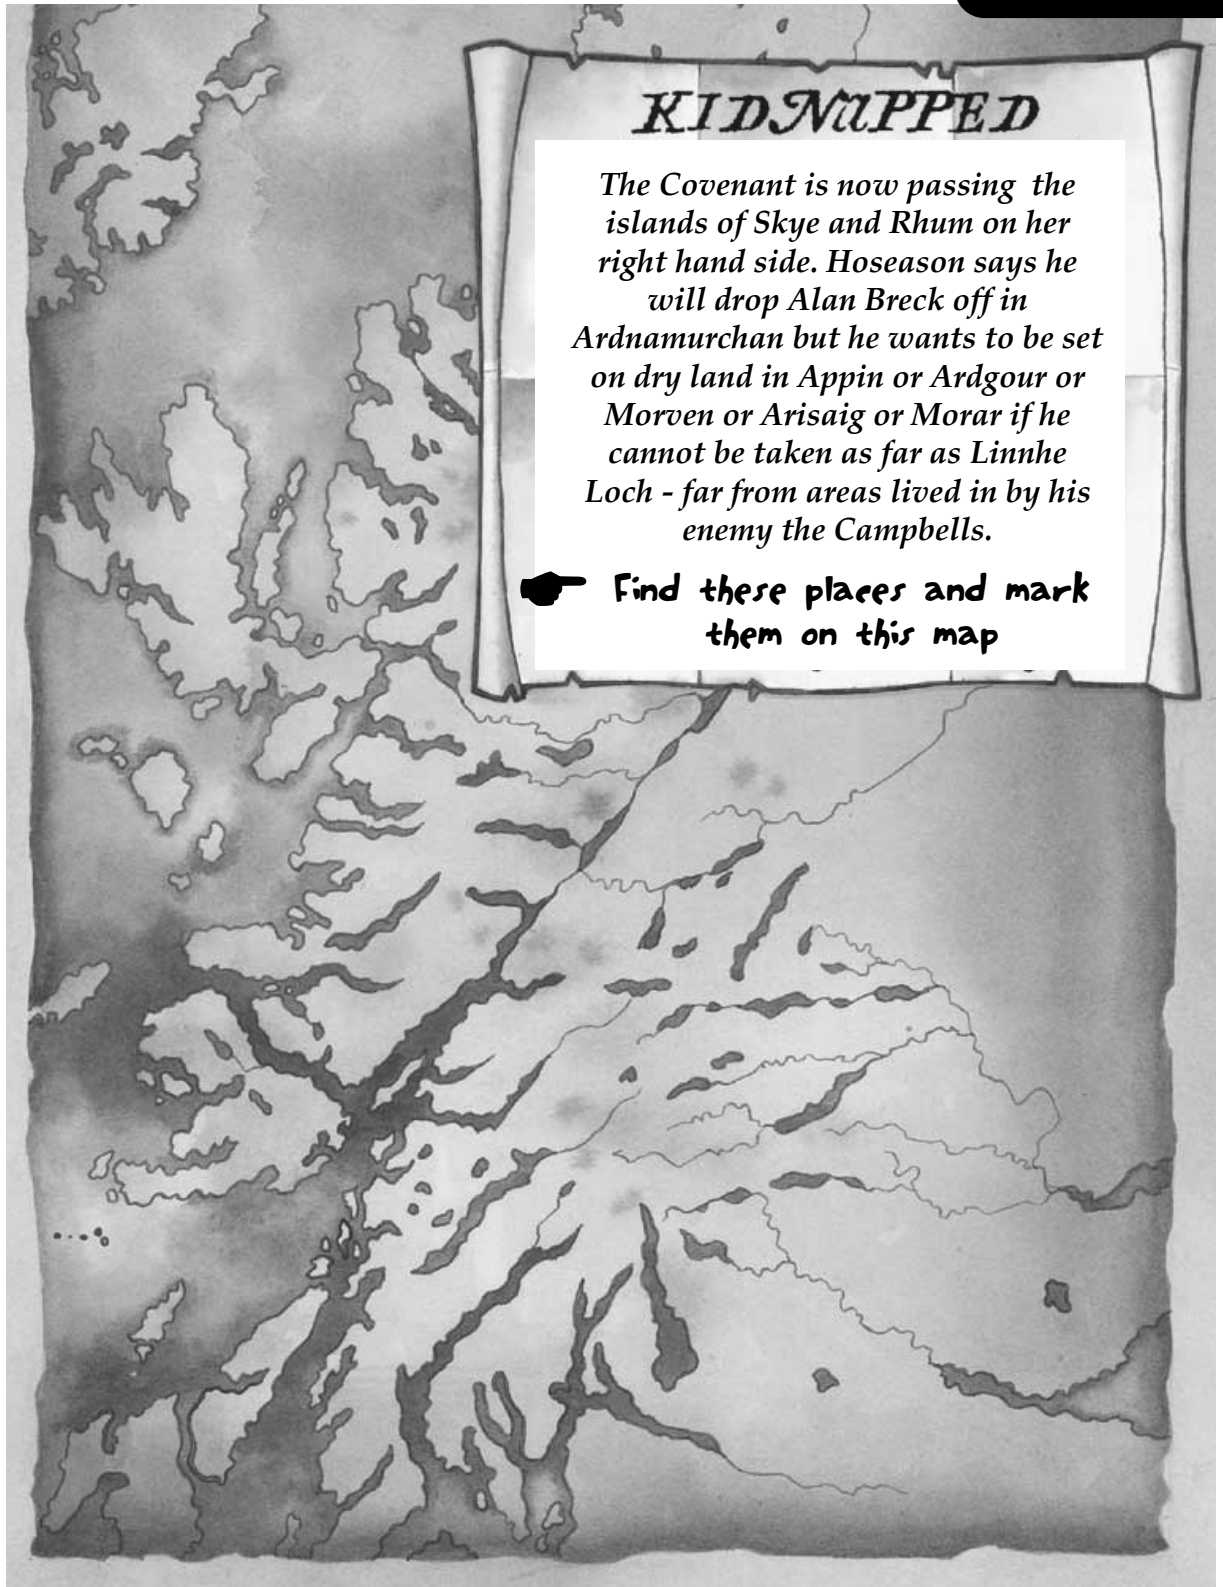 KIDNAPPED
The Covenant is now passing the
islands of Skye and Rhum on her
right hand side. Hoseason says he
will drop Alan Breck off in
Ardnamurchan but he wants to be set
on dry land in Appin or Ardgour or
Morven or Arisaig or Morar if he
cannot be taken as far as Linnhe
Loch - far from areas lived in by his
enemy the Campbells.
Find these places and mark
them on this map